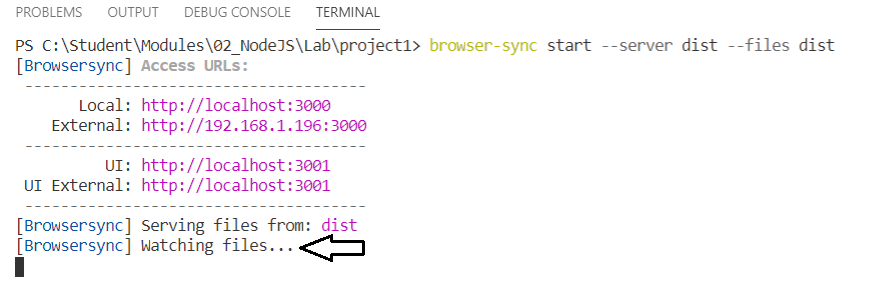 PROBLEMS OUTPUT DEBUG CONSOLE TERMINAL
PS C:\Student\Modules\02_NodeJS\Lab\project1> browser-sync start --server dist --files dist
[Browsersync] Access URLs:
--------------------------------------
Local: http://localhost:3000
External: http://192.168.1.196:3000
--------------------------------------
UI: http://localhost:3001
UI External: http://localhost:3001
--------------------------------------
[Browsersync] Serving files from: dist
[Browsersync] Watching files...